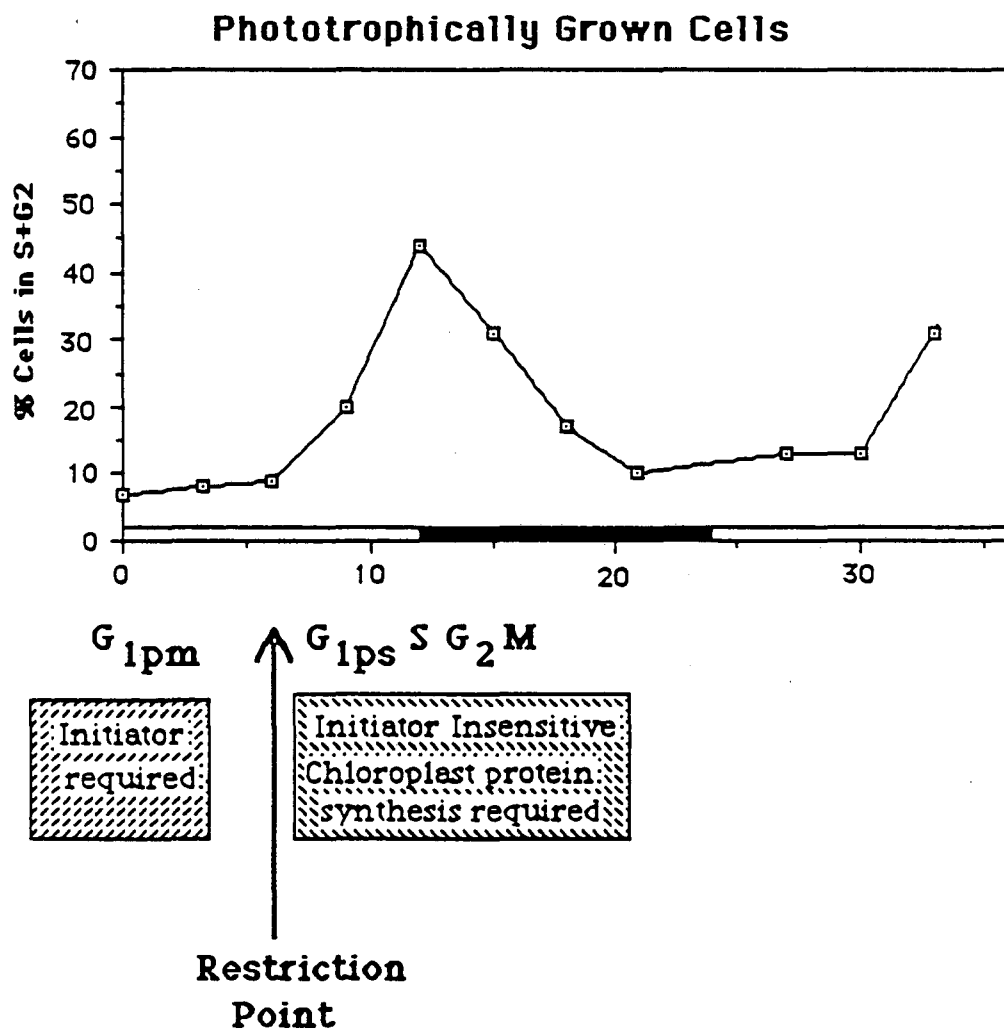 Phototrophically Grown Cells
% Cells in S+G2
70
60
50
40
30
20
10
0
0 10 20 30
G1pm G1ps S G2 M
Initiator required
Initiator Insensitive
Chloroplast protein
synthesis required
Restriction
Point